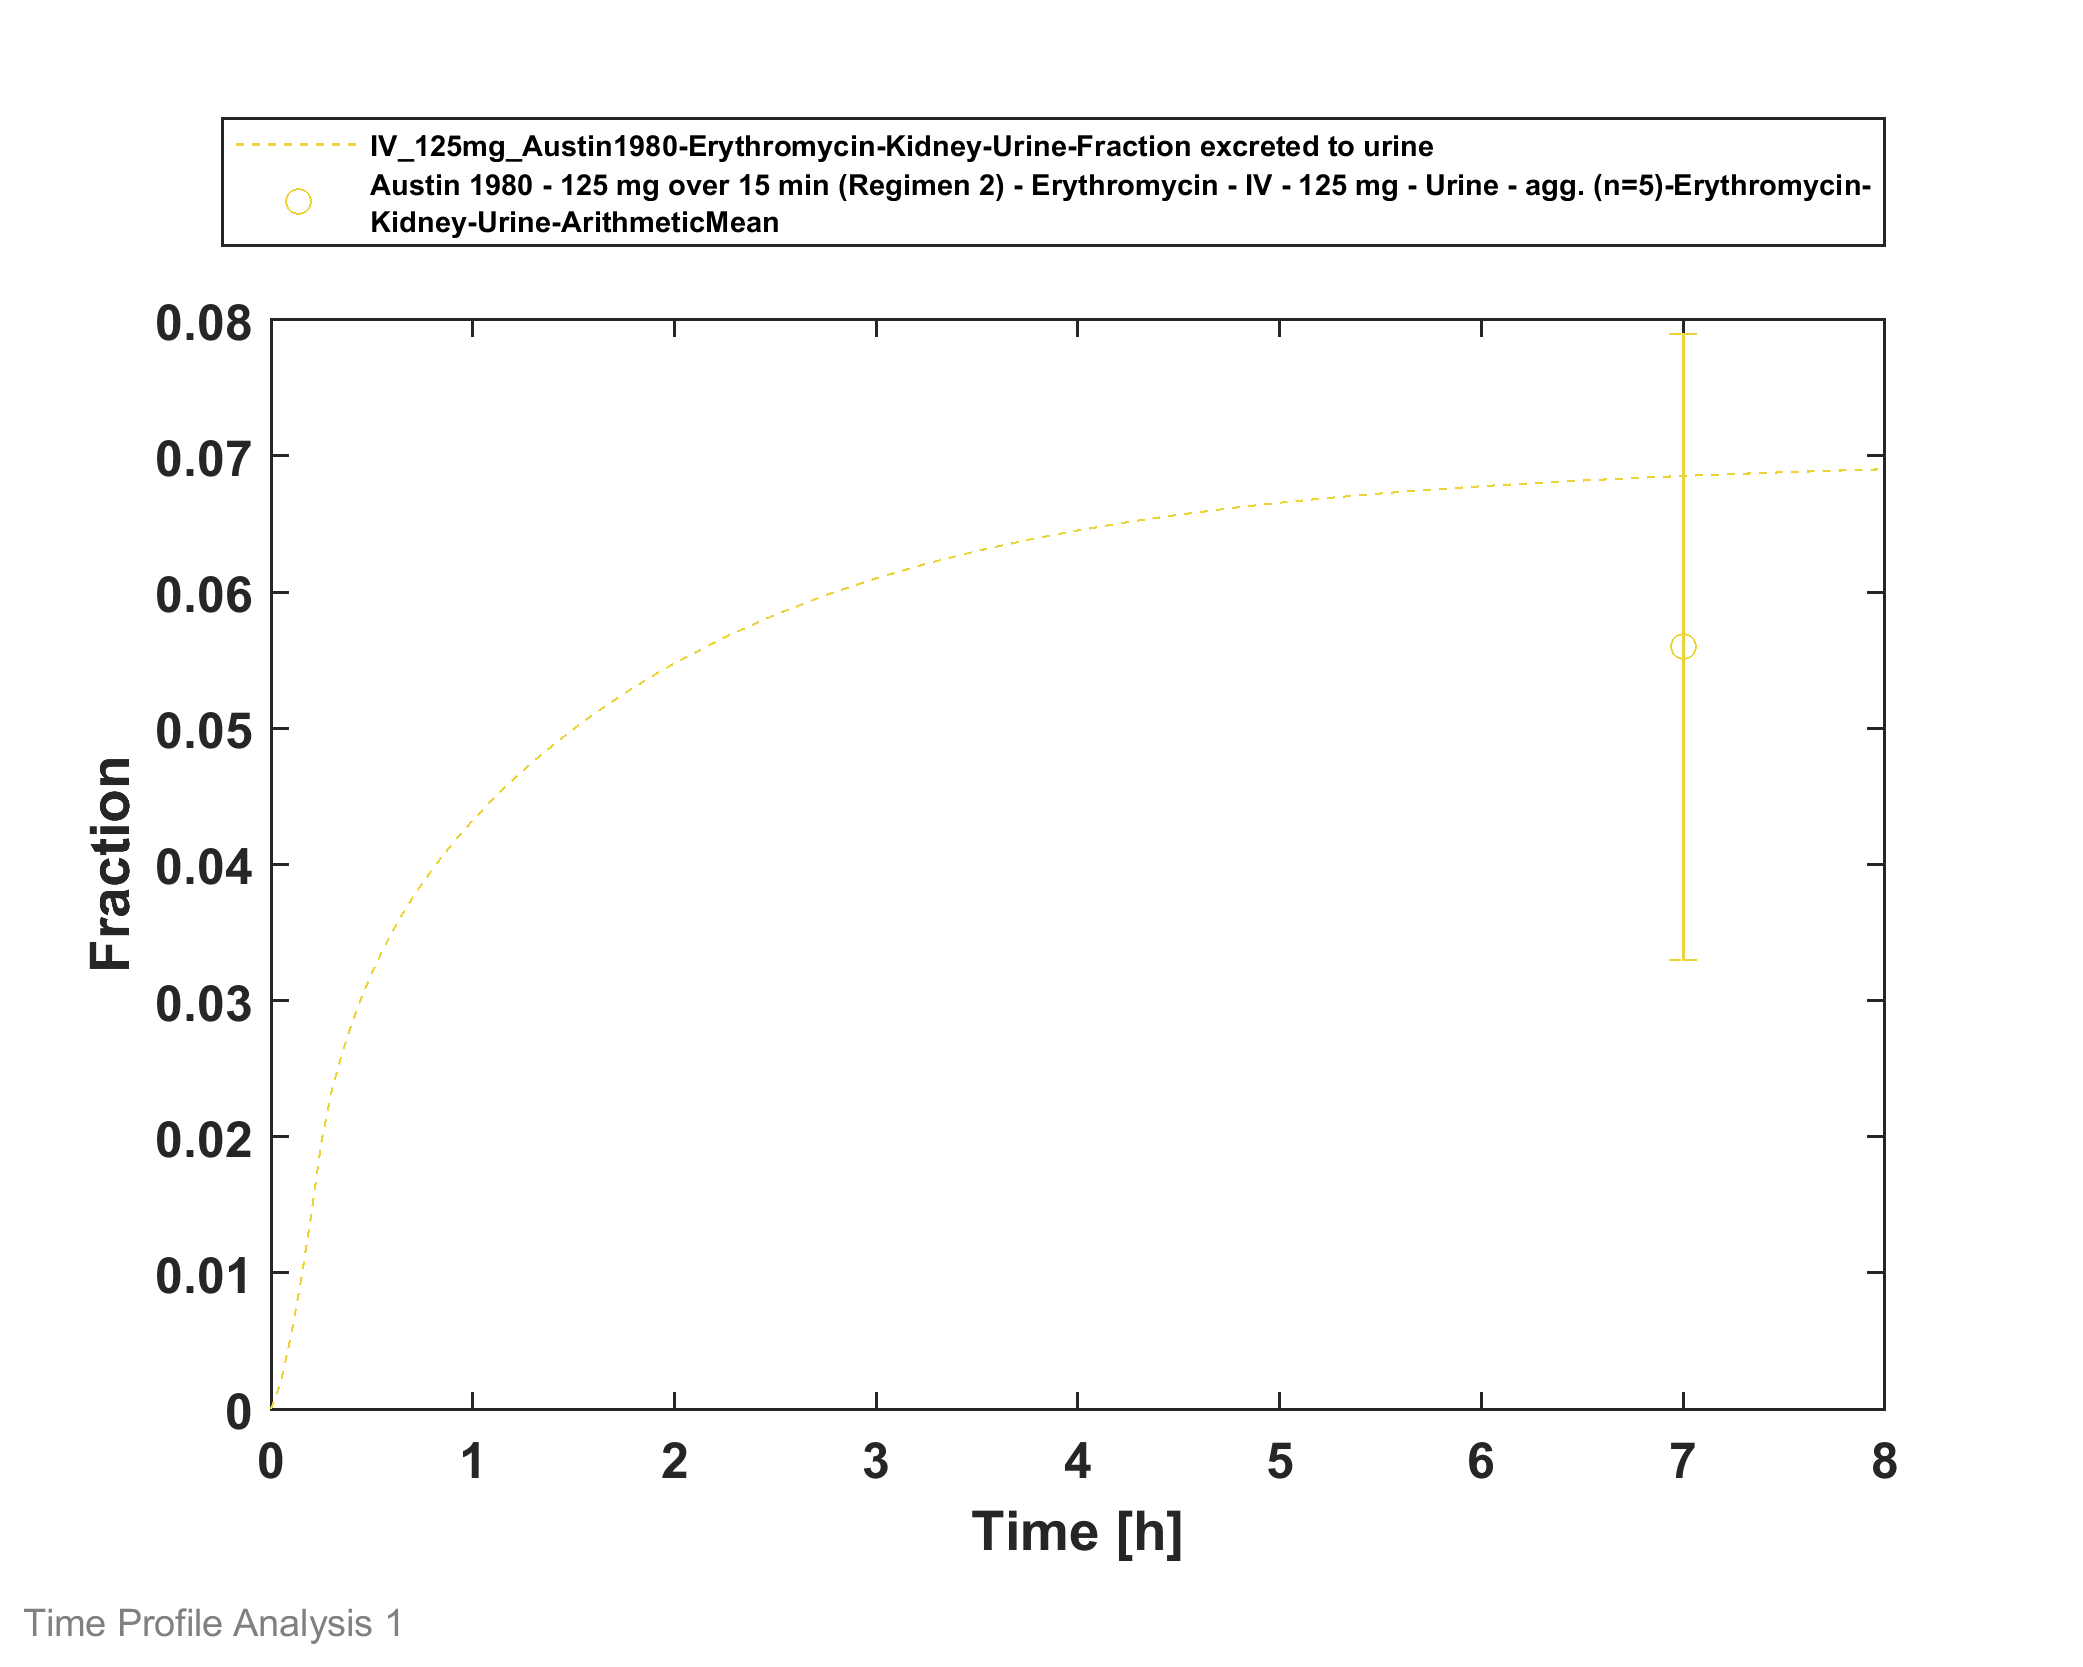 IV_125mg_Austin1980-Erythromycin-Kidney-Urine-Fraction excreted to urine
Austin 1980 - 125 mg over 15 min (Regimen 2) - Erythromycin - IV - 125 mg - Urine - agg. (n=5)-Erythromycin-
Kidney-Urine-ArithmeticMean
0.08
0.07
0.06
0.05
0.04
0.03
0.02
0.01
0
Fraction
0 1 2 3 4 5 6 7 8
Time [h]
Time Profile Analysis 1